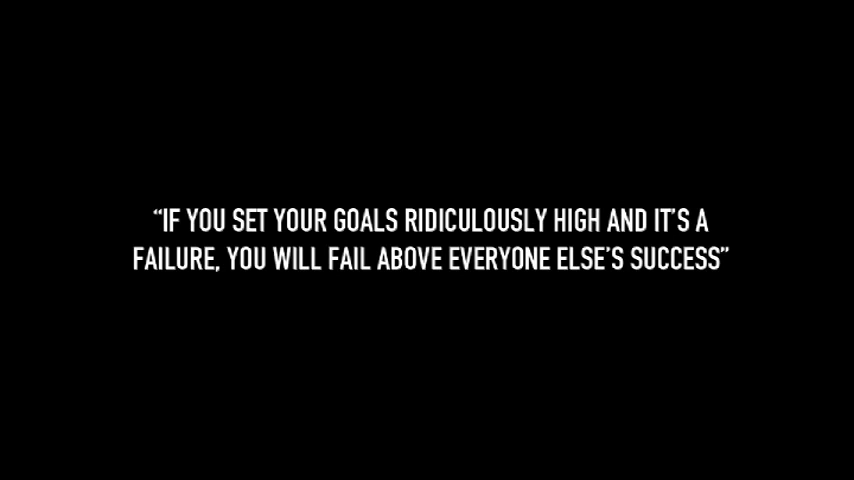 “IF YOU SET YOUR GOALS RIDICULOUSLY HIGH AND IT’S A
FAILURE, YOU WILL FAIL ABOVE EVERYONE ELSE’S SUCCESS”